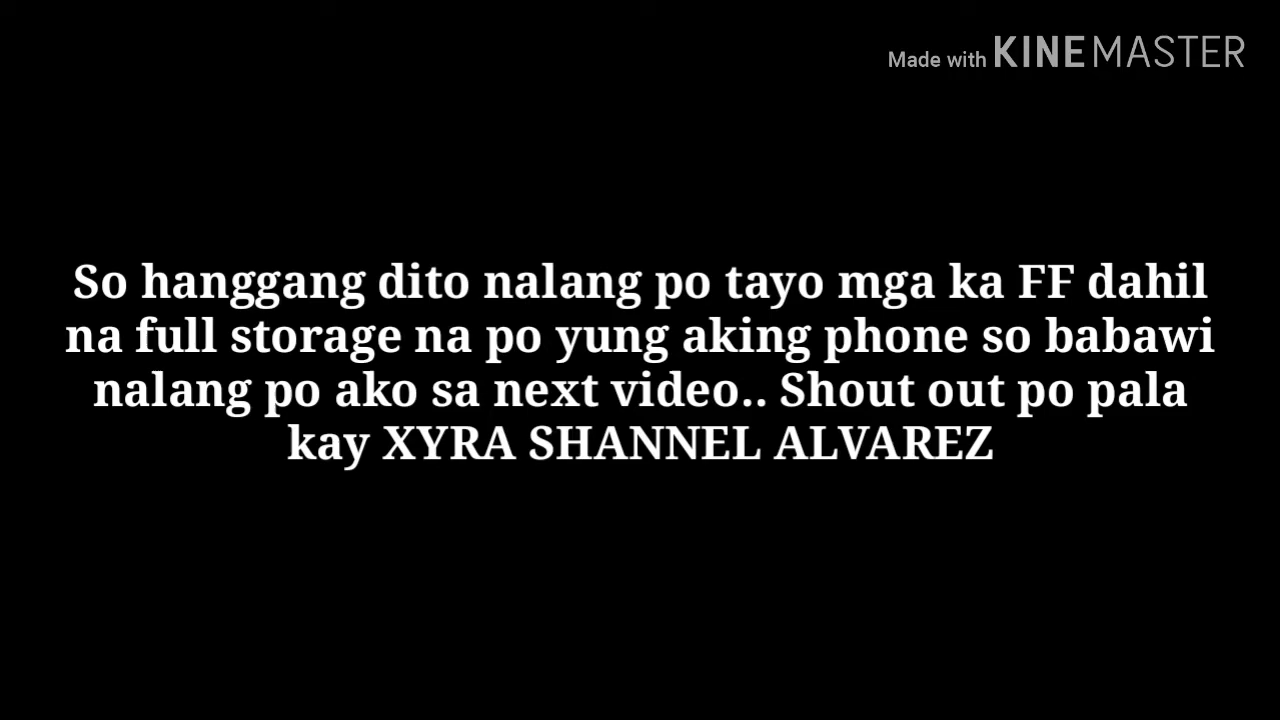 Made with KINEMASTER
So hanggang dito nalang po tayo mga ka FF dahil
na full storage na po yung aking phone so babawi
nalang po ako sa next video.. Shout out po pala
kay XYRA SHANNEL ALVAREZ